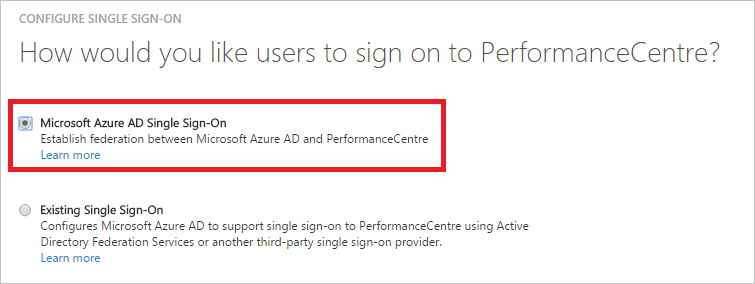 CONFIGURE SINGLE SIGN-ON
How would you like users to sign on to PerformanceCentre?
Microsoft Azure AD Single Sign-On
Establish federation between Microsoft Azure AD and PerformanceCentre
Learn more
Existing Single Sign-On
Configures Microsoft Azure AD to support single sign-on to PerformanceCentre using Active
Directory Federation Services or another third-party single sign-on provider.
Learn more